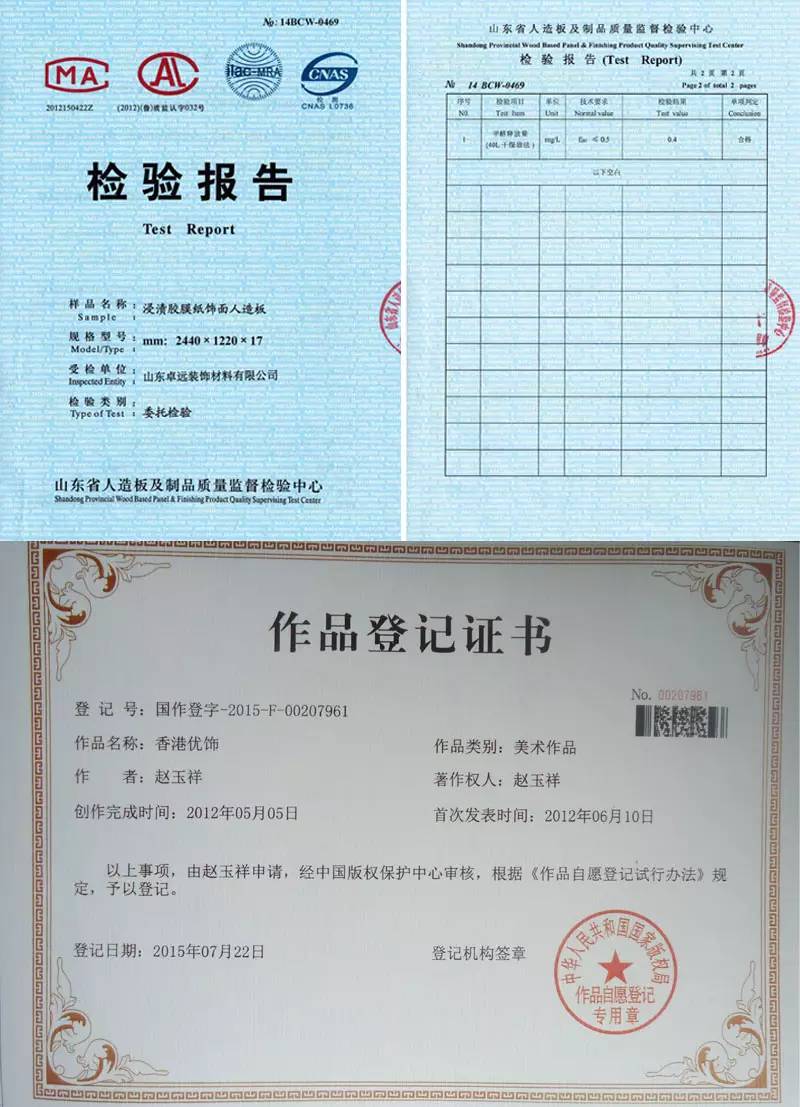 №: 14BCW-0469
MA
AL
ilac-MRA
CNAS
检测
2012150422Z
(2012)(鲁)质监认字032号
CNAS L0736
检验报告
Test Report
样品名称: 浸渍胶膜纸饰面人造板
Sample :
规格型号: mm: 2440×1220×17
Model/Type :
受检单位: 山东卓远装饰材料有限公司
Inspected Entity :
检验类别: 委托检验
Type of Test :
山东省人造板及制品质量监督检验中心
Shandong Provincial Wood Based Panel & Finishing Product Quality Supervising Test Center
山东省人造板及制品质量监督检验中心
Shandong Provincial Wood Based Panel & Finishing Product Quality Supervising Test Center
检验报告(Test Report)
共 2 页 第 2 页
№ 14 BCW-0469
Page 2 of total 2 pages
序号 检验项目 单位 技术要求 检验结果 单项判定
N0. Test Item Unit Normal value Test value Conclusion
1 甲醛释放量 mg/L E₀ ≤0.5 0.4 合格
(40L干燥器法)
以下空白
作品登记证书
No. 00207961
登 记 号: 国作登字-2015-F-00207961
作品名称: 香港优饰
作品类别: 美术作品
作 者: 赵玉祥
著作权人: 赵玉祥
创作完成时间: 2012年05月05日
首次发表时间: 2012年06月10日
以上事项,由赵玉祥申请,经中国版权保护中心审核,根据《作品自愿登记试行办法》规
定,予以登记。
登记日期: 2015年07月22日
登记机构签章
中华人民共和国国家版权局
作品自愿登记
专用章